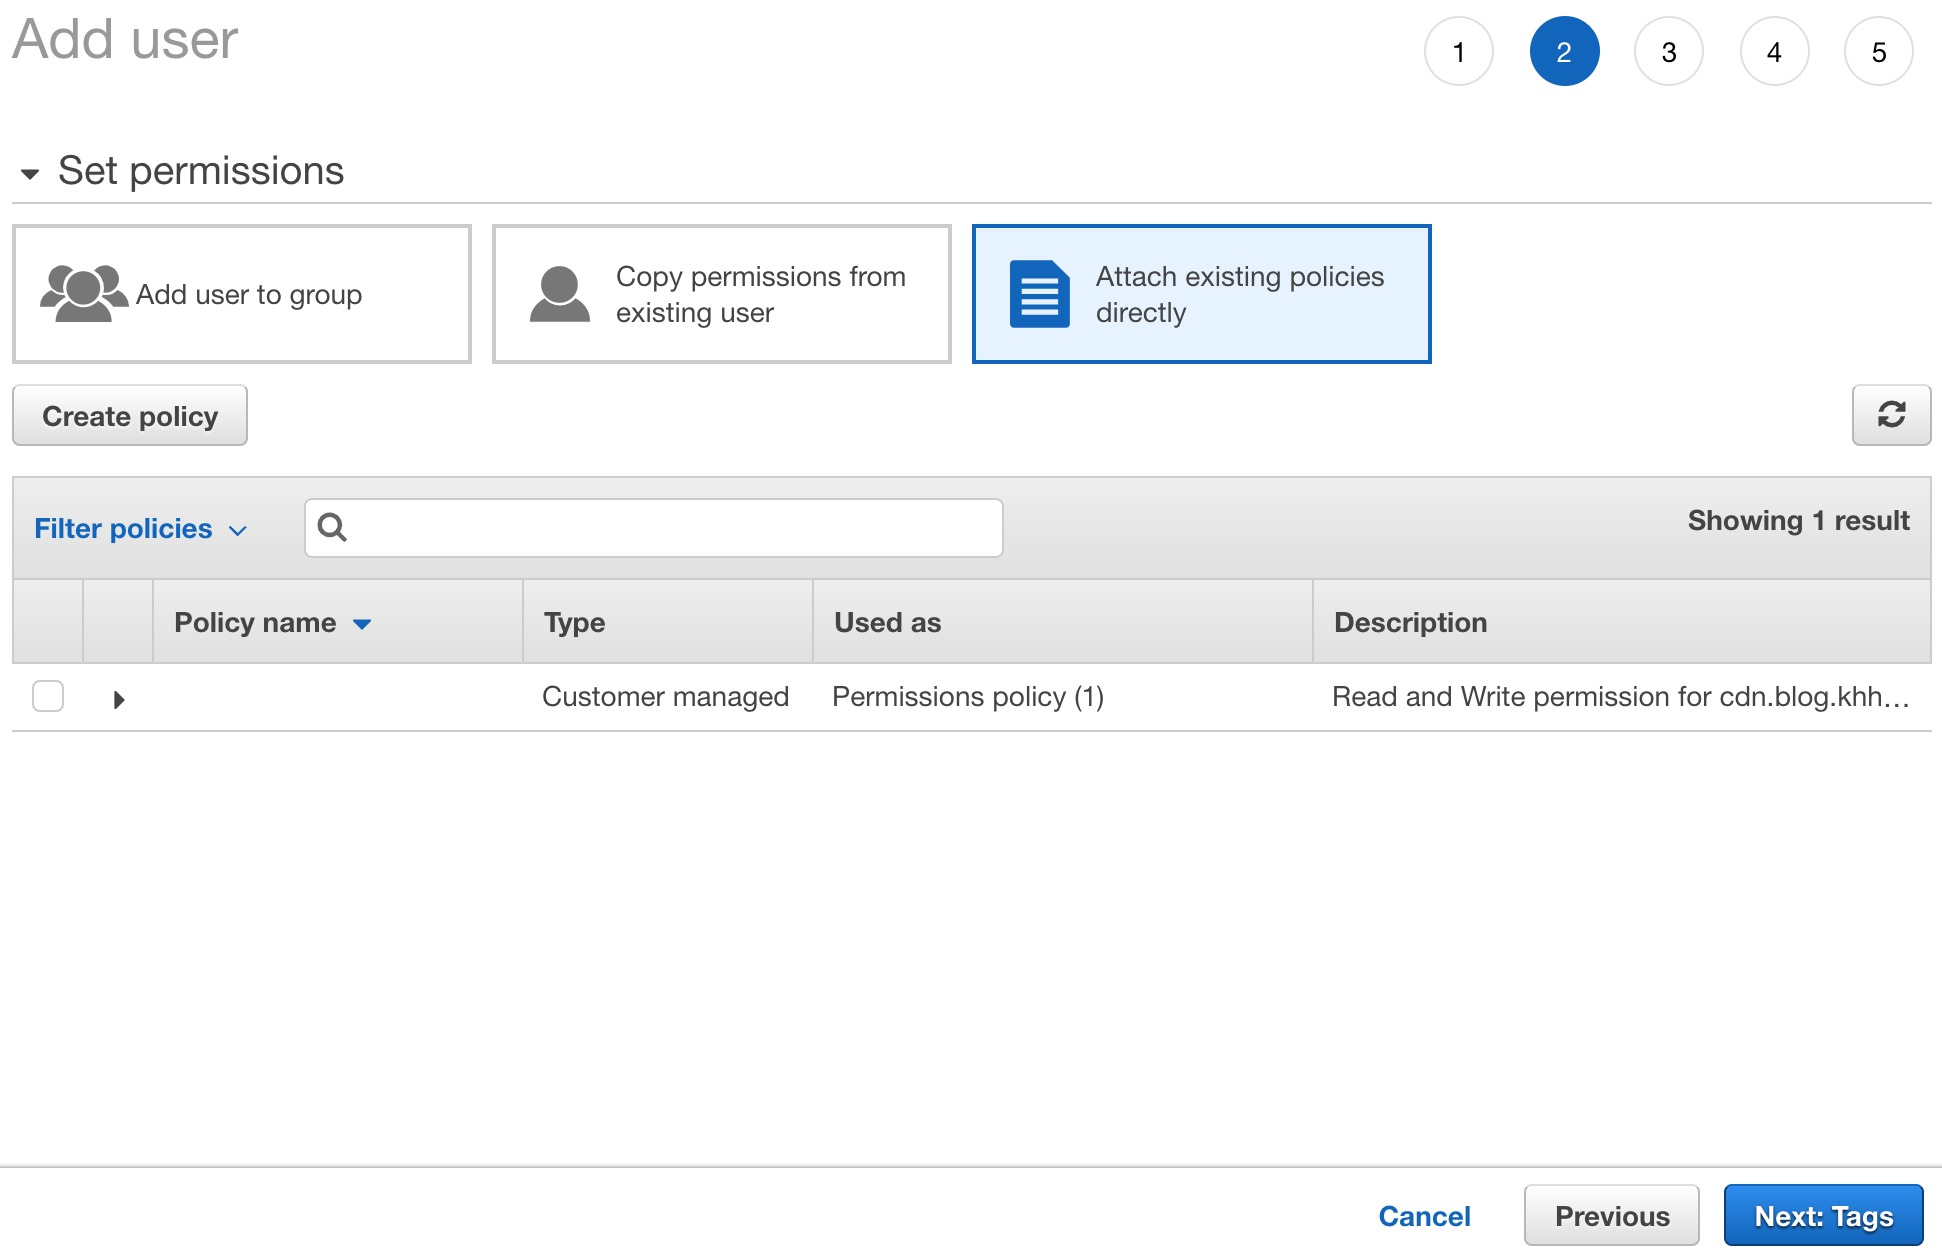 Add user
1 2 3 4 5
Set permissions
Add user to group
Copy permissions from
existing user
Attach existing policies
directly
Create policy
Filter policies
Showing 1 result
Policy name Type Used as Description
Customer managed Permissions policy (1) Read and Write permission for cdn.blog.khh...
Cancel Previous Next: Tags